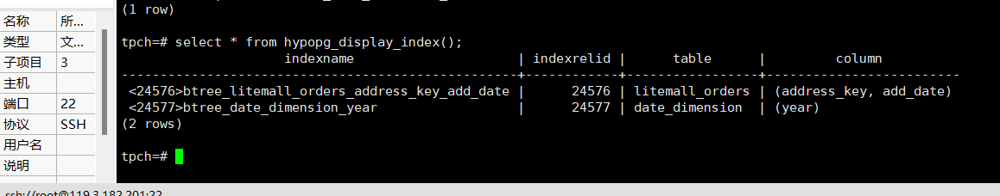 名称 所...
类型 文...
子项目 3
主机
端口 22
协议 SSH
用户名
说明
(1 row)
tpch=# select * from hypopg_display_index();
indexname | indexrelid | table | column
--------------------------------------------------+------------+-----------------+---------------------------
<24576>btree_litemall_orders_address_key_add_date | 24576 | litemall_orders | (address_key, add_date)
<24577>btree_date_dimension_year | 24577 | date_dimension | (year)
(2 rows)
tpch=#
ssh://root@119.3.182.201:22